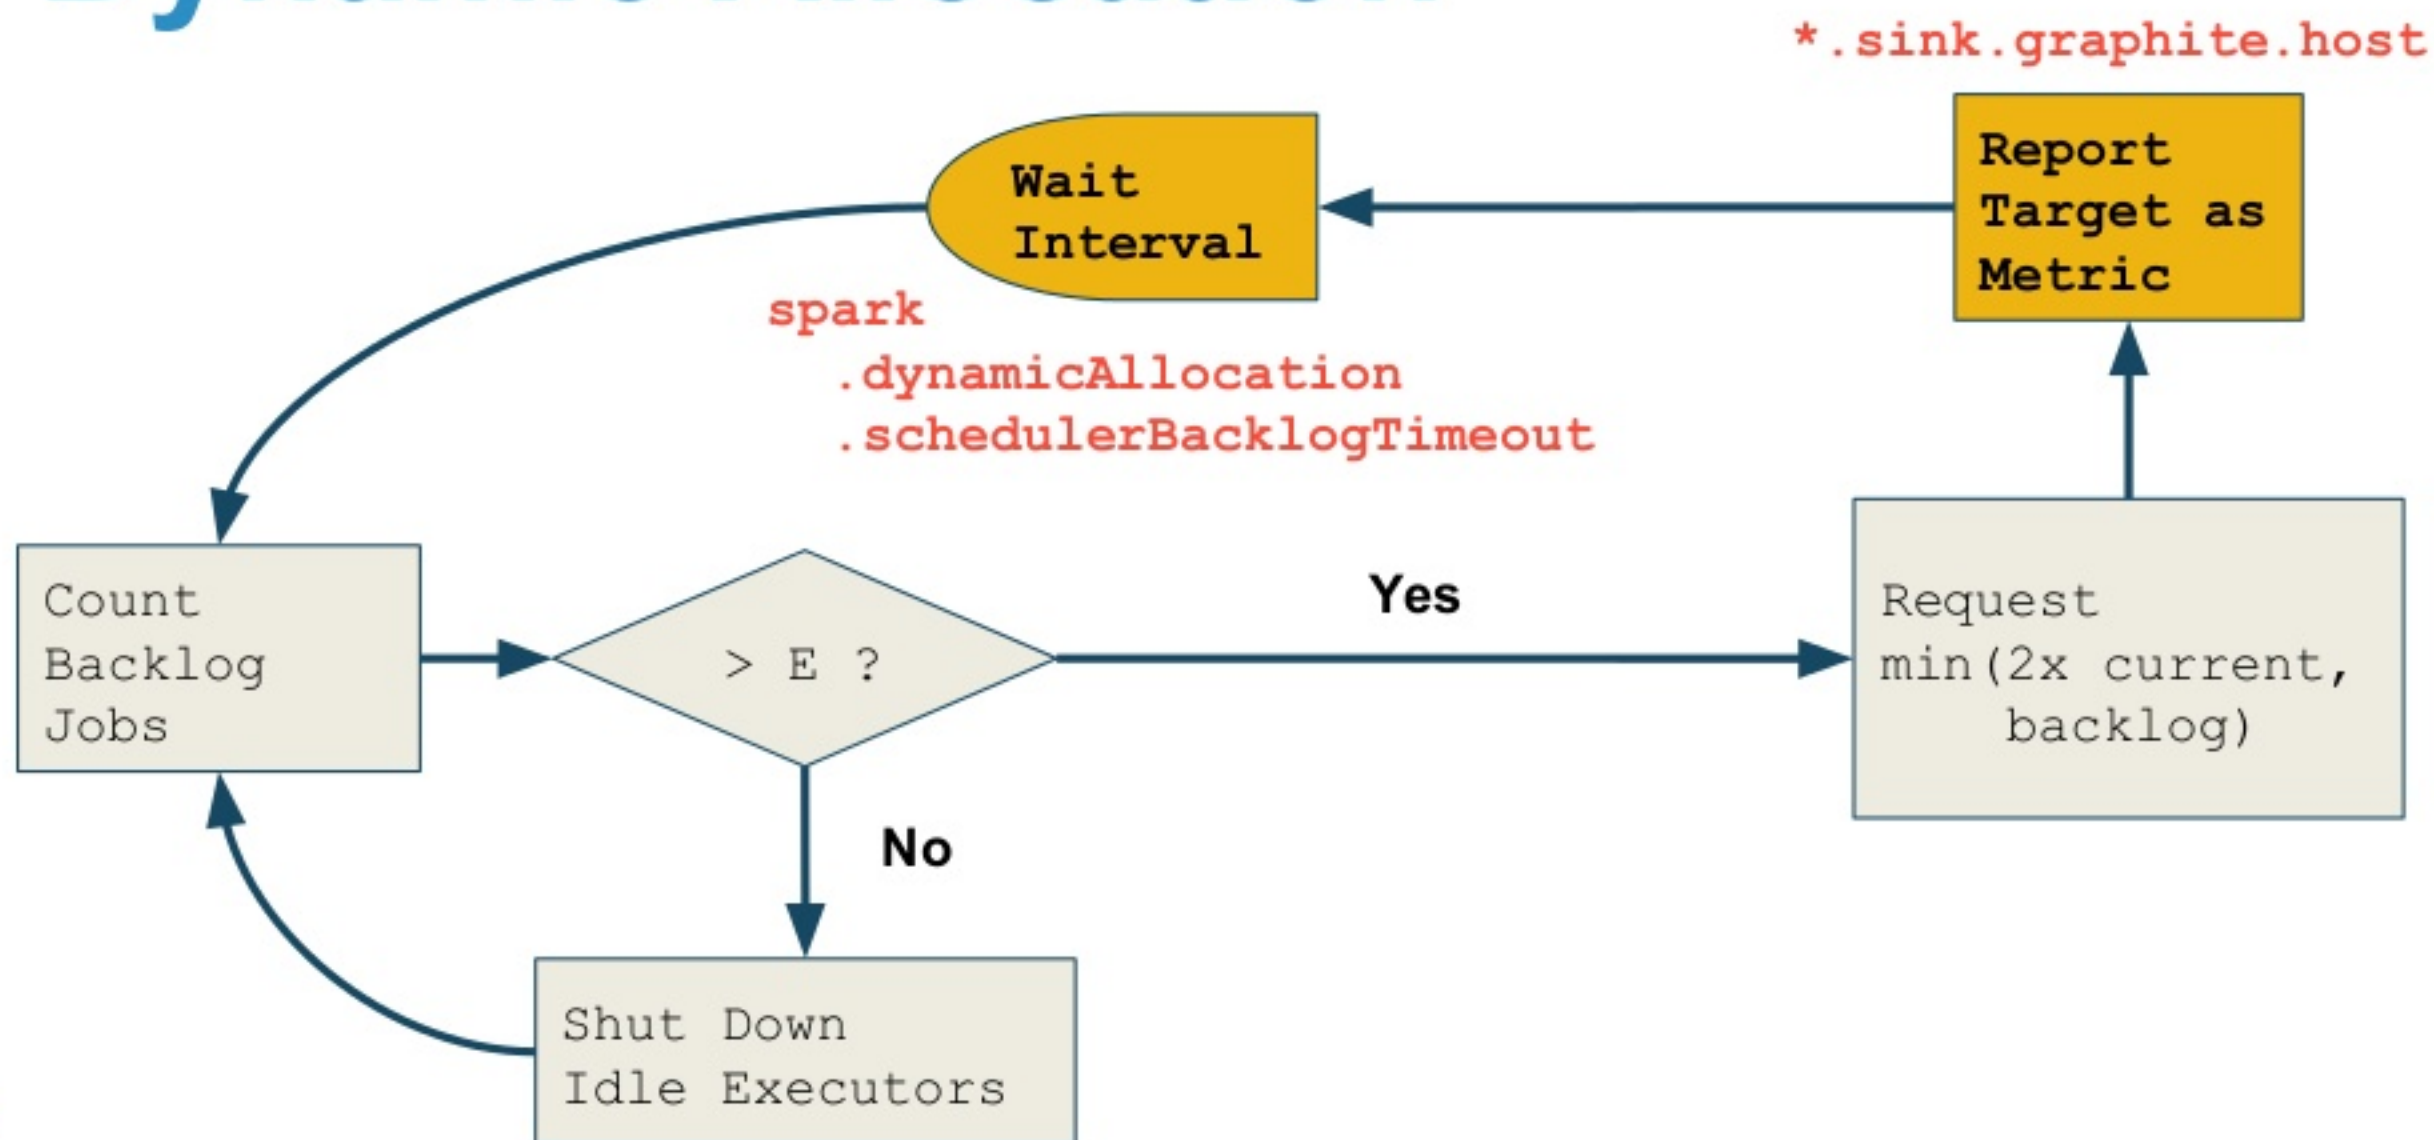 *.sink.graphite.host
Report
Target as
Metric
Wait
Interval
spark
.dynamicAllocation
.schedulerBacklogTimeout
Count
Backlog
Jobs
> E ?
Yes
Request
min(2x current,
backlog)
No
Shut Down
Idle Executors